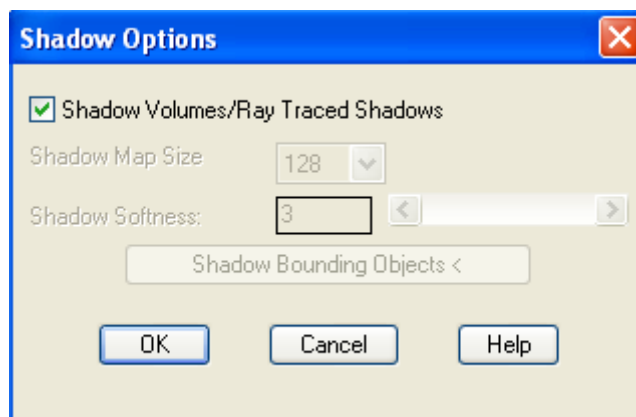 Shadow Options
Shadow Volumes/Ray Traced Shadows
Shadow Map Size 128
Shadow Softness: 3
Shadow Bounding Objects <
OK Cancel Help